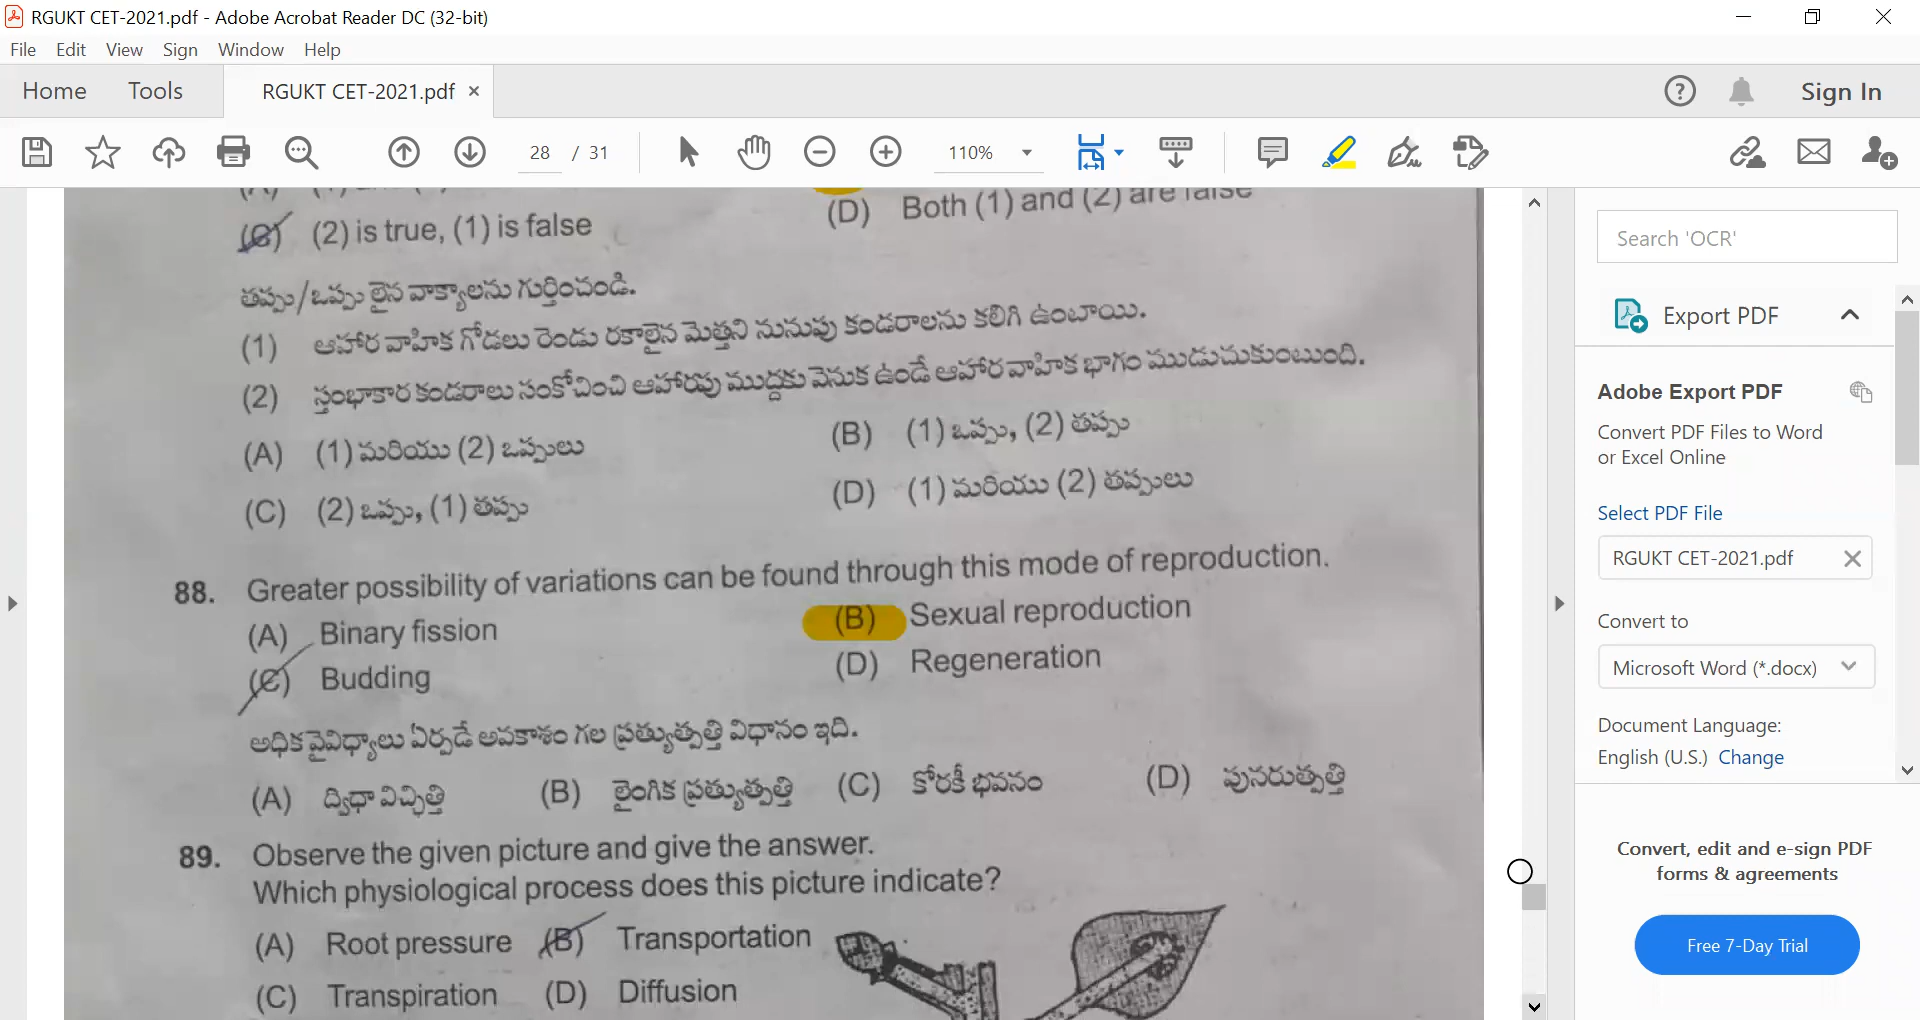 RGUKT CET-2021.pdf - Adobe Acrobat Reader DC (32-bit)
File Edit View Sign Window Help
Home Tools RGUKT CET-2021.pdf × Sign In
28 / 31 110%
(C) (2) is true, (1) is false (D) Both (1) and (2) are false
తప్పు/ఒప్పు లైన వాక్యాలను గుర్తించండి.
(1) ఆహార వాహిక గోడలు రెండు రకాలైన మెత్తని నునుపు కండరాలను కలిగి ఉంటాయి.
(2) స్తంభాకార కండరాలు సంకోచించి ఆహారపు ముద్దకు వెనుక ఉండే ఆహార వాహిక భాగం ముడుచుకుంటుంది.
(A) (1) మరియు (2) ఒప్పులు (B) (1) ఒప్పు, (2) తప్పు
(C) (2) ఒప్పు, (1) తప్పు (D) (1) మరియు (2) తప్పులు
88. Greater possibility of variations can be found through this mode of reproduction.
(A) Binary fission (B) Sexual reproduction
(C) Budding (D) Regeneration
అధిక వైవిధ్యాలు ఏర్పడే అవకాశం గల ప్రత్యుత్పత్తి విధానం ఇది.
(A) ద్విధా విచ్ఛిత్తి (B) లైంగిక ప్రత్యుత్పత్తి (C) కోరకీ భవనం (D) పునరుత్పత్తి
89. Observe the given picture and give the answer.
Which physiological process does this picture indicate?
(A) Root pressure (B) Transportation
(C) Transpiration (D) Diffusion
Search 'OCR'
Export PDF
Adobe Export PDF
Convert PDF Files to Word
or Excel Online
Select PDF File
RGUKT CET-2021.pdf
Convert to
Microsoft Word (*.docx)
Document Language:
English (U.S.) Change
Convert, edit and e-sign PDF
forms & agreements
Free 7-Day Trial